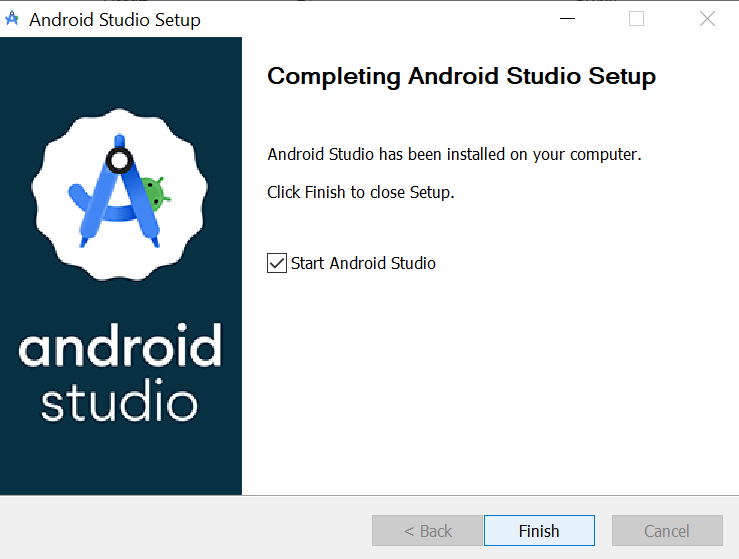 Android Studio Setup
Completing Android Studio Setup
Android Studio has been installed on your computer.
Click Finish to close Setup.
Start Android Studio
android
studio
< Back
Finish
Cancel